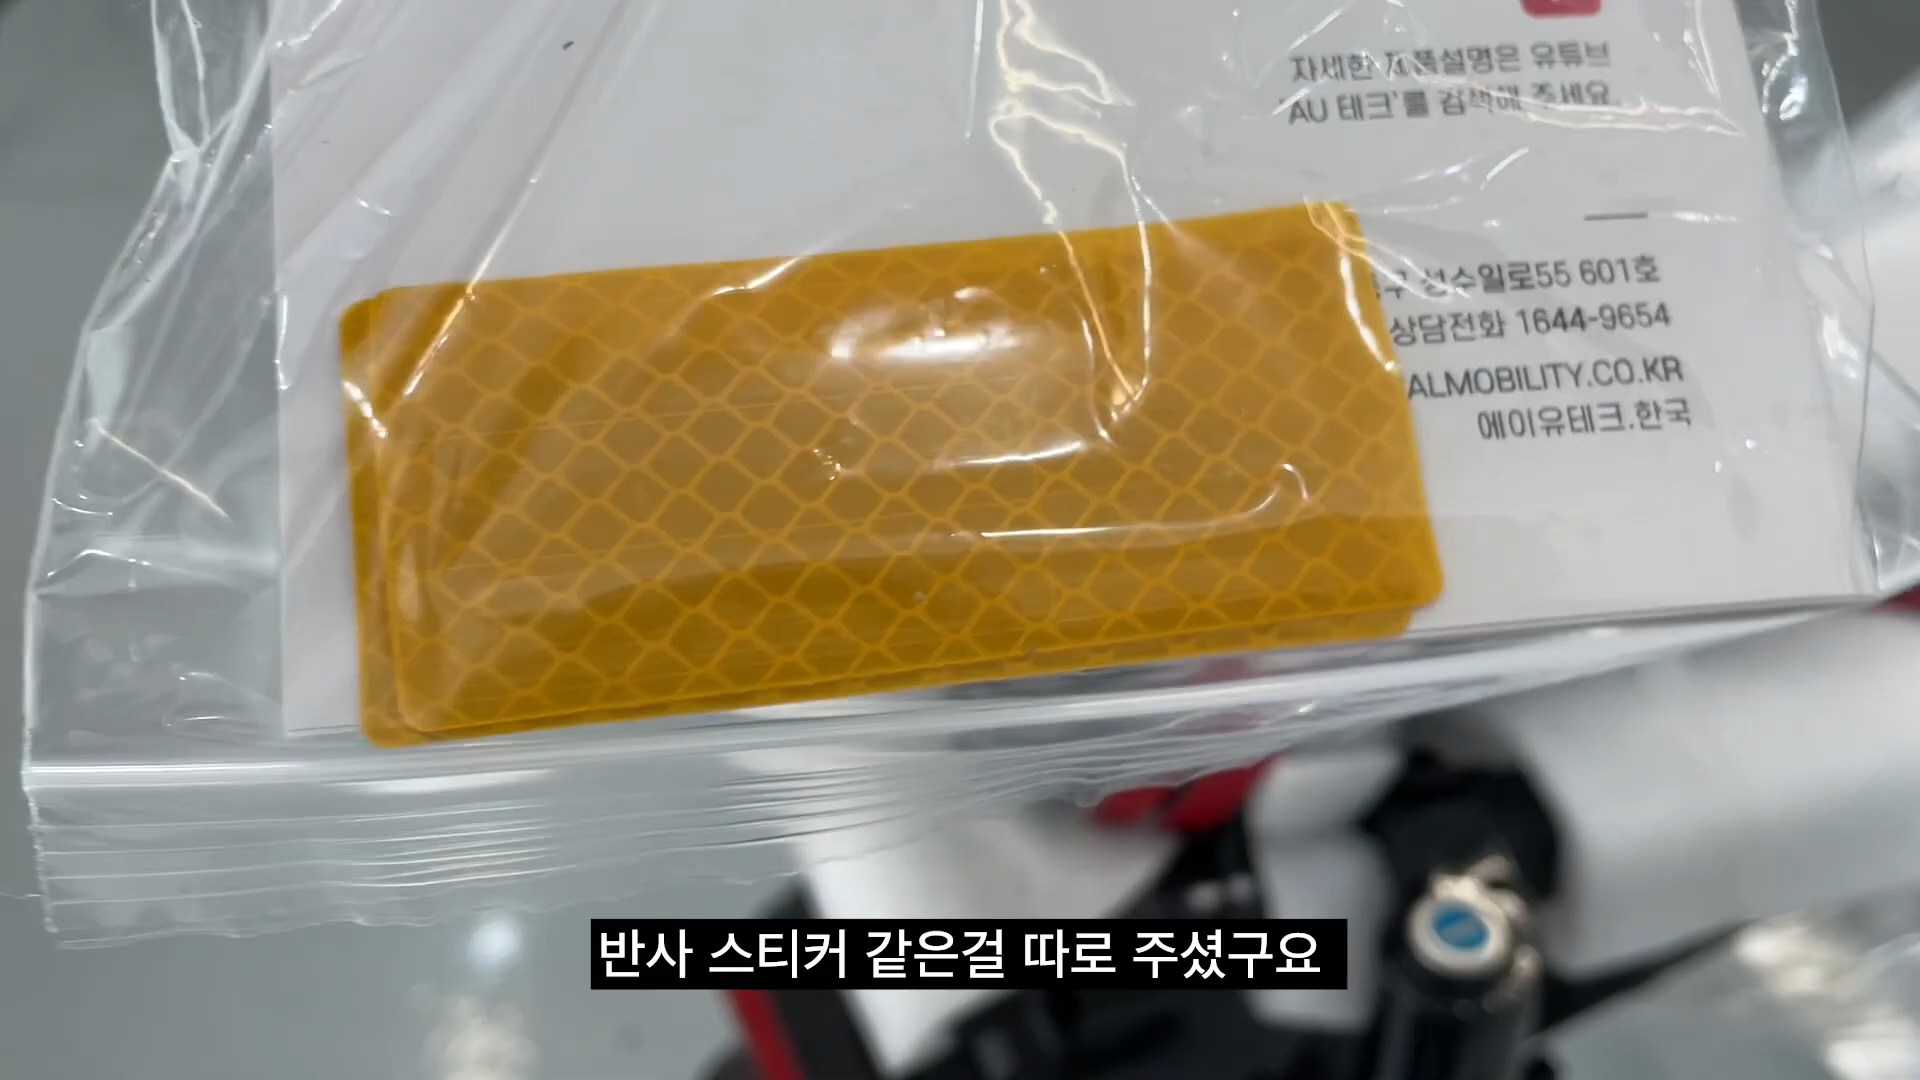 자세한 제품설명은 유튜브
'AU 테크'를 검색해 주세요.
성수일로55 601호
상담전화 1644-9654
ALMOBILITY.CO.KR
에이유테크.한국
반사 스티커 같은걸 따로 주셨구요